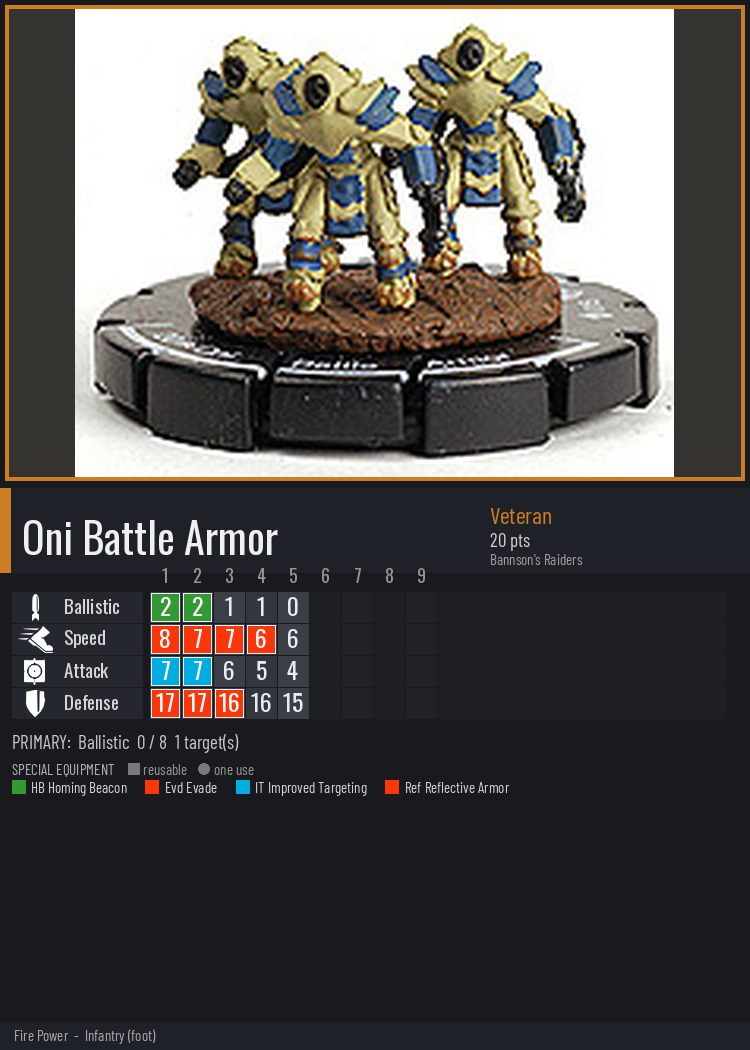 Oni Battle Armor
Veteran
20 pts
Bannson's Raiders
1 2 3 4 5 6 7 8 9
Ballistic 2 2 1 1 0
Speed 8 7 7 6 6
Attack 7 7 6 5 4
Defense 17 17 16 16 15
PRIMARY: Ballistic 0 / 8 1 target(s)
SPECIAL EQUIPMENT reusable one use
HB Homing Beacon Evd Evade IT Improved Targeting Ref Reflective Armor
Fire Power - Infantry (foot)